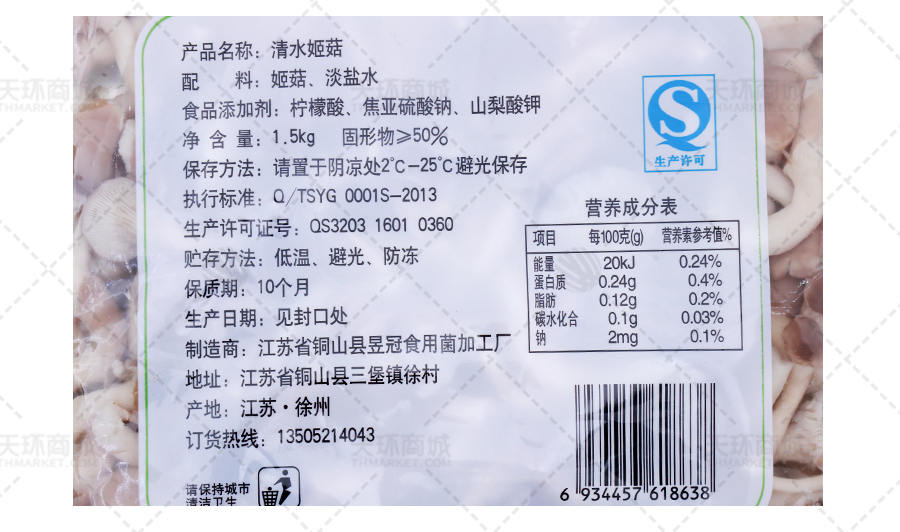 产品名称：清水姬菇
配 料：姬菇、淡盐水
食品添加剂：柠檬酸、焦亚硫酸钠、山梨酸钾
净 含 量：1.5kg 固形物≥50%
保存方法：请置于阴凉处2℃-25℃避光保存
执行标准：Q/TSYG 0001S-2013
生产许可证号：QS3203 1601 0360
贮存方法：低温、避光、防冻
保质期：10个月
生产日期：见封口处
制造商：江苏省铜山县昱冠食用菌加工厂
地址：江苏省铜山县三堡镇徐村
产地：江苏·徐州
订货热线：13505214043
请保持城市
清洁卫生
S
生产许可
营养成分表
项目 每100克(g) 营养素参考值%
能量 20kJ 0.24%
蛋白质 0.24g 0.4%
脂肪 0.12g 0.2%
碳水化合 0.1g 0.03%
钠 2mg 0.1%
6 934457 618638
天环商城
THMARKET.COM